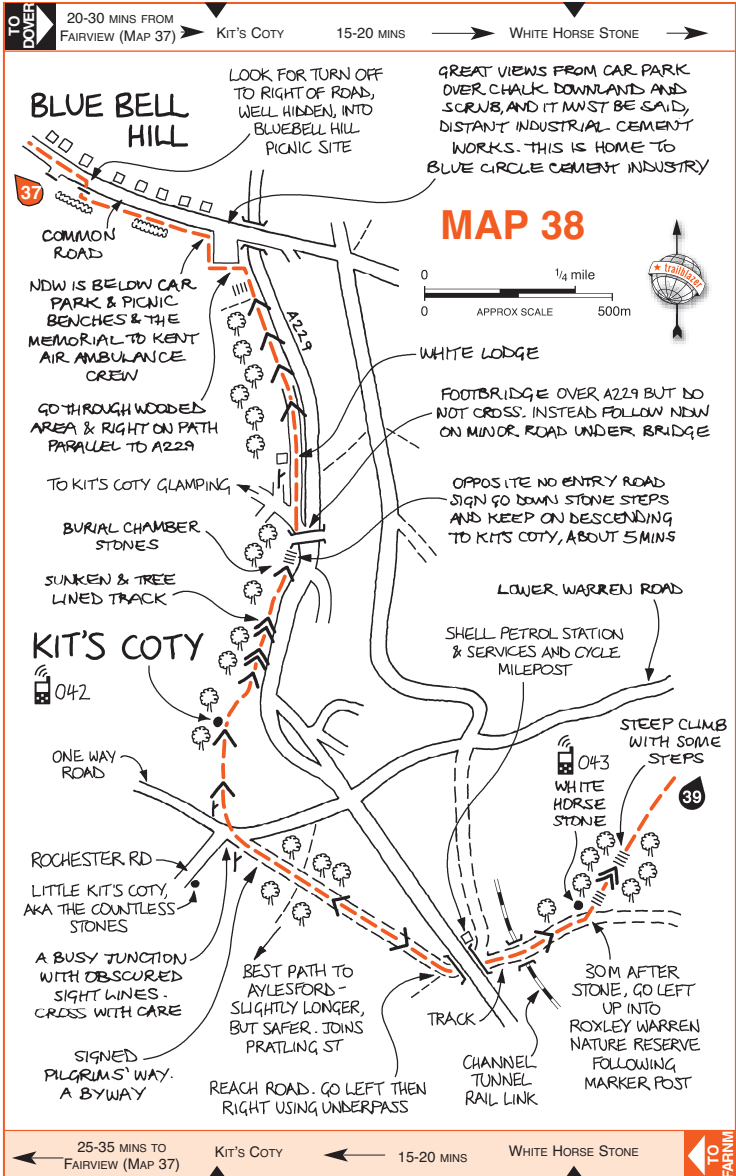 TO DOVER
20-30 MINS FROM
FAIRVIEW (MAP 37)
KIT'S COTY
15-20 MINS
WHITE HORSE STONE
BLUE BELL
HILL
LOOK FOR TURN OFF
TO RIGHT OF ROAD,
WELL HIDDEN, INTO
BLUEBELL HILL
PICNIC SITE
GREAT VIEWS FROM CAR PARK
OVER CHALK DOWNLAND AND
SCRUB, AND IT MUST BE SAID,
DISTANT INDUSTRIAL CEMENT
WORKS. THIS IS HOME TO
BLUE CIRCLE CEMENT INDUSTRY
37
COMMON
ROAD
MAP 38
0
1/4 mile
APPROX SCALE
0
500m
trailblazer
NDW IS BELOW CAR
PARK & PICNIC
BENCHES & THE
MEMORIAL TO KENT
AIR AMBULANCE
CREW
A229
WHITE LODGE
GO THROUGH WOODED
AREA & RIGHT ON PATH
PARALLEL TO A229
FOOTBRIDGE OVER A229 BUT DO
NOT CROSS. INSTEAD FOLLOW NDW
ON MINOR ROAD UNDER BRIDGE
TO KIT'S COTY GLAMPING
OPPOSITE NO ENTRY ROAD
SIGN GO DOWN STONE STEPS
AND KEEP ON DESCENDING
TO KITS COTY, ABOUT 5 MINS
BURIAL CHAMBER
STONES
SUNKEN & TREE
LINED TRACK
LOWER WARREN ROAD
KIT'S COTY
042
SHELL PETROL STATION
& SERVICES AND CYCLE
MILEPOST
STEEP CLIMB
WITH SOME
STEPS
ONE WAY
ROAD
043
WHITE
HORSE
STONE
39
ROCHESTER RD
LITTLE KIT'S COTY,
AKA THE COUNTLESS
STONES
A BUSY JUNCTION
WITH OBSCURED
SIGHT LINES.
CROSS WITH CARE
BEST PATH TO
AYLESFORD -
SLIGHTLY LONGER,
BUT SAFER. JOINS
PRATLING ST
TRACK
30M AFTER
STONE, GO LEFT
UP INTO
ROXLEY WARREN
NATURE RESERVE
FOLLOWING
MARKER POST
SIGNED
PILGRIMS' WAY.
A BYWAY
REACH ROAD. GO LEFT THEN
RIGHT USING UNDERPASS
CHANNEL
TUNNEL
RAIL LINK
25-35 MINS TO
FAIRVIEW (MAP 37)
KIT'S COTY
15-20 MINS
WHITE HORSE STONE
TO FARNM